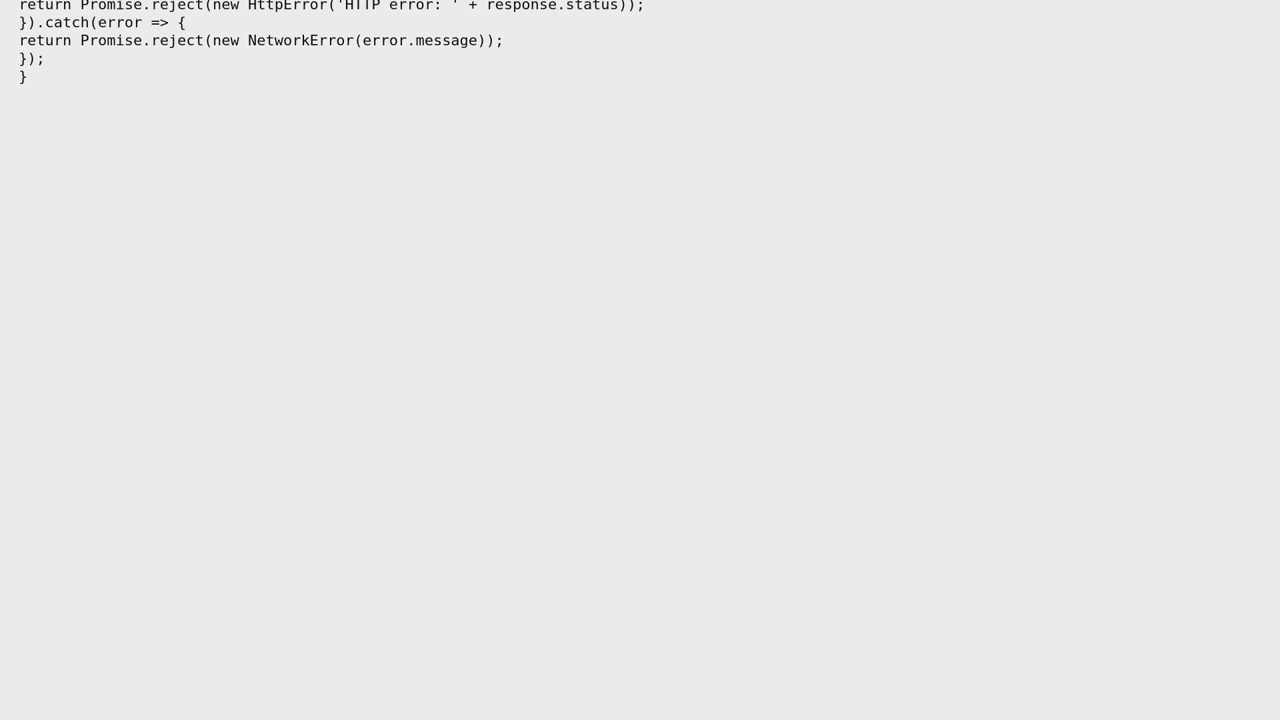 return Promise.reject(new HttpError('HTTP error: ' + response.status));
}).catch(error => {
return Promise.reject(new NetworkError(error.message));
});
}